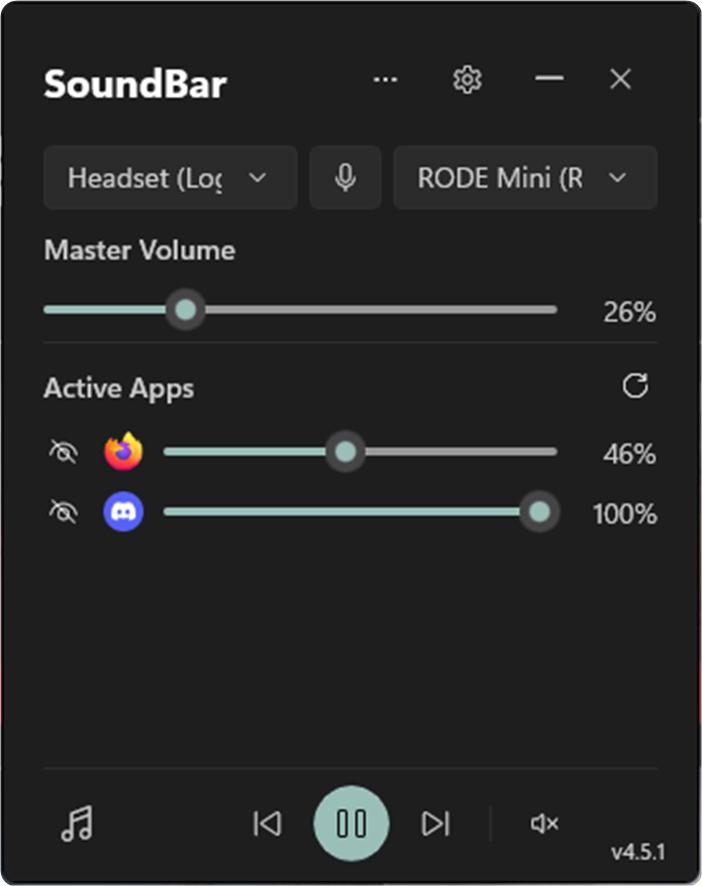 SoundBar
Headset (Log
RODE Mini (R
Master Volume
26%
Active Apps
46%
100%
v4.5.1